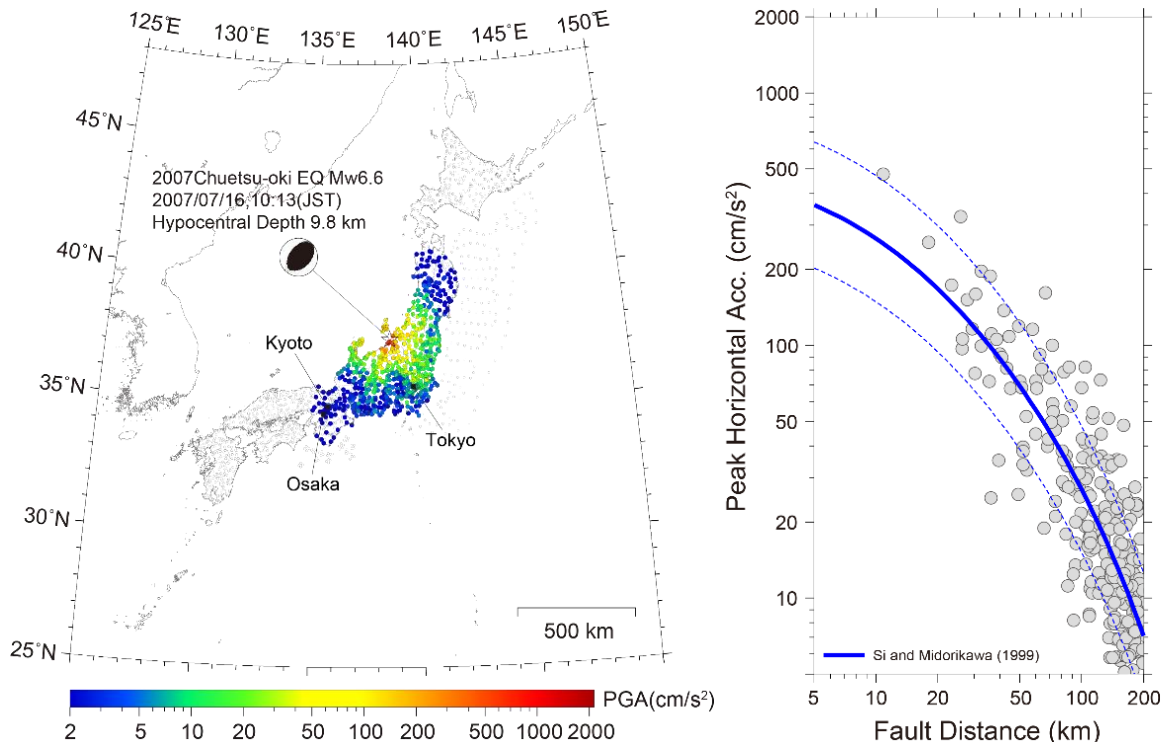 125°E
130°E
135°E
140°E
145°E
150°E
45°N
40°N
35°N
30°N
25°N
2007Chuetsu-oki EQ Mw6.6
2007/07/16,10:13(JST)
Hypocentral Depth 9.8 km
Kyoto
Tokyo
Osaka
500 km
PGA(cm/s²)
2 5 10 20 50 100 200 500 1000 2000
Peak Horizontal Acc. (cm/s²)
2000
1000
500
200
100
50
20
10
Si and Midorikawa (1999)
5 10 20 50 100 200
Fault Distance (km)